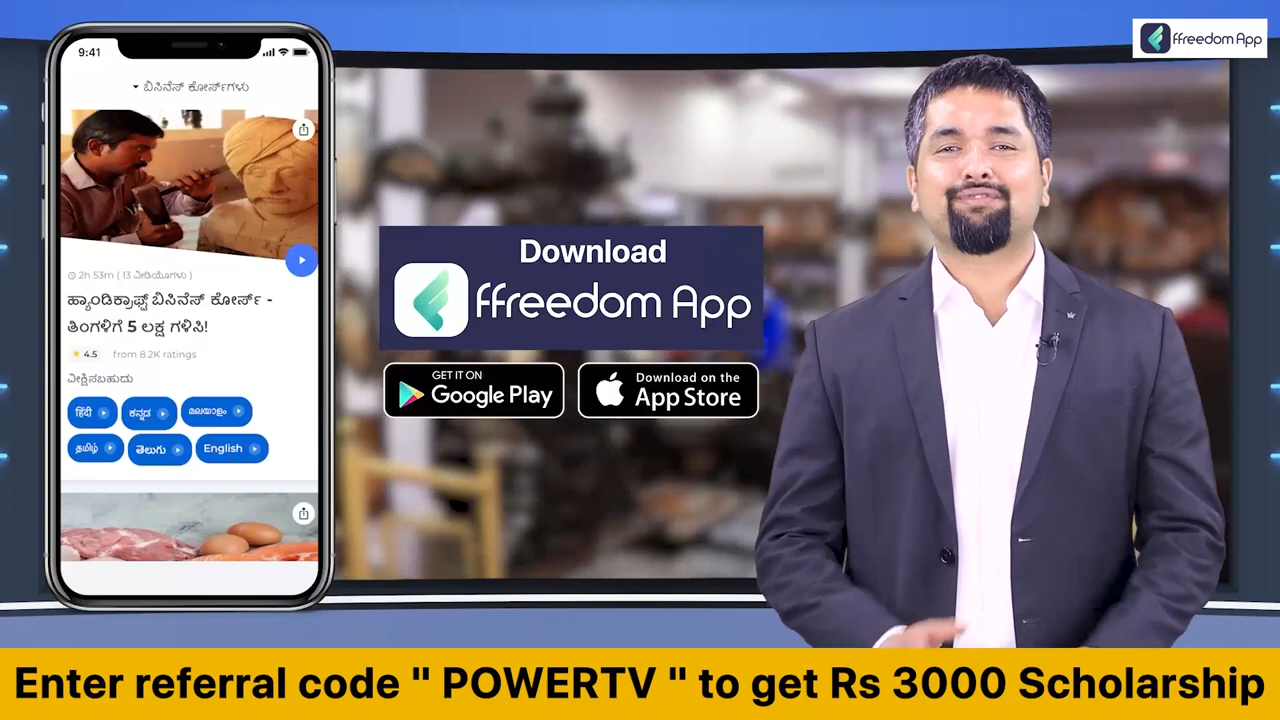 9:41
ಬಿಸಿನೆಸ್ ಕೋರ್ಸ್‌ಗಳು
2h 53m ( 13 ವೀಡಿಯೊಗಳು )
ಹ್ಯಾಂಡಿಕ್ರಾಫ್ಟ್ ಬಿಸಿನೆಸ್ ಕೋರ್ಸ್ -
ತಿಂಗಳಿಗೆ 5 ಲಕ್ಷ ಗಳಿಸಿ!
4.5 from 8.2K ratings
ವೀಕ್ಷಿಸಬಹುದು
हिंदी ಕನ್ನಡ മലയാളം
தமிழ் తెలుగు English
Download
ffreedom App
GET IT ON
Google Play
Download on the
App Store
ffreedom App
Enter referral code " POWERTV " to get Rs 3000 Scholarship